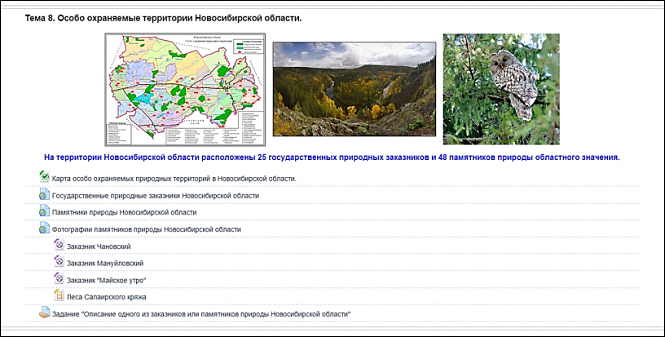 Тема 8. Особо охраняемые территории Новосибирской области.
На территории Новосибирской области расположены 25 государственных природных заказников и 48 памятников природы областного значения.
Карта особо охраняемых природных территорий в Новосибирской области.
Государственные природные заказники Новосибирской области
Памятники природы Новосибирской области
Фотографии памятников природы Новосибирской области
Заказник Чановский
Заказник Мануйловский
Заказник "Майское утро"
Леса Салаирского кряжа
Задание "Описание одного из заказников или памятников природы Новосибирской области"